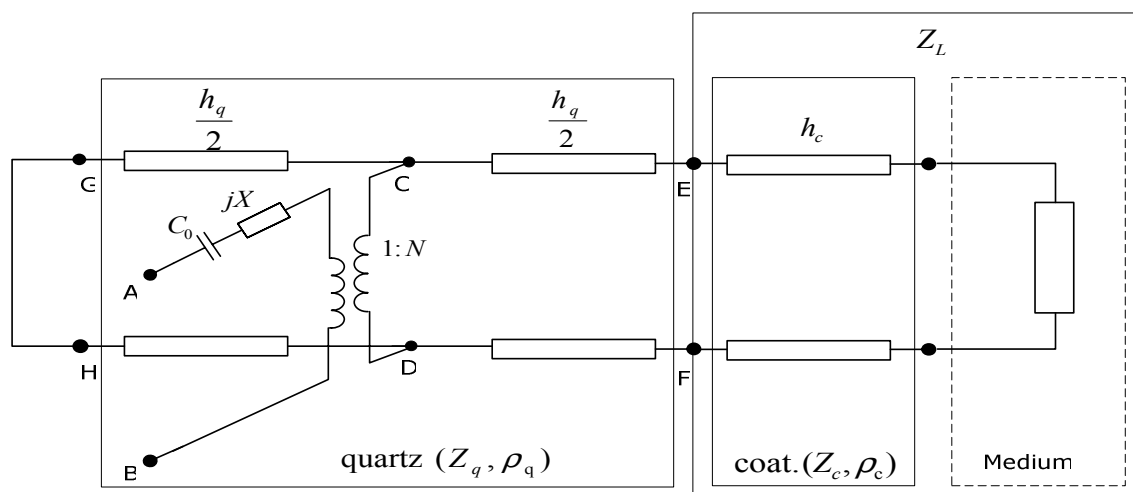 Z_L
h_q/2
h_q/2
h_c
G
C
E
jX
C_0
1:N
A
H
D
F
B
quartz (Z_q, ρ_q)
coat.(Z_c, ρ_c)
Medium